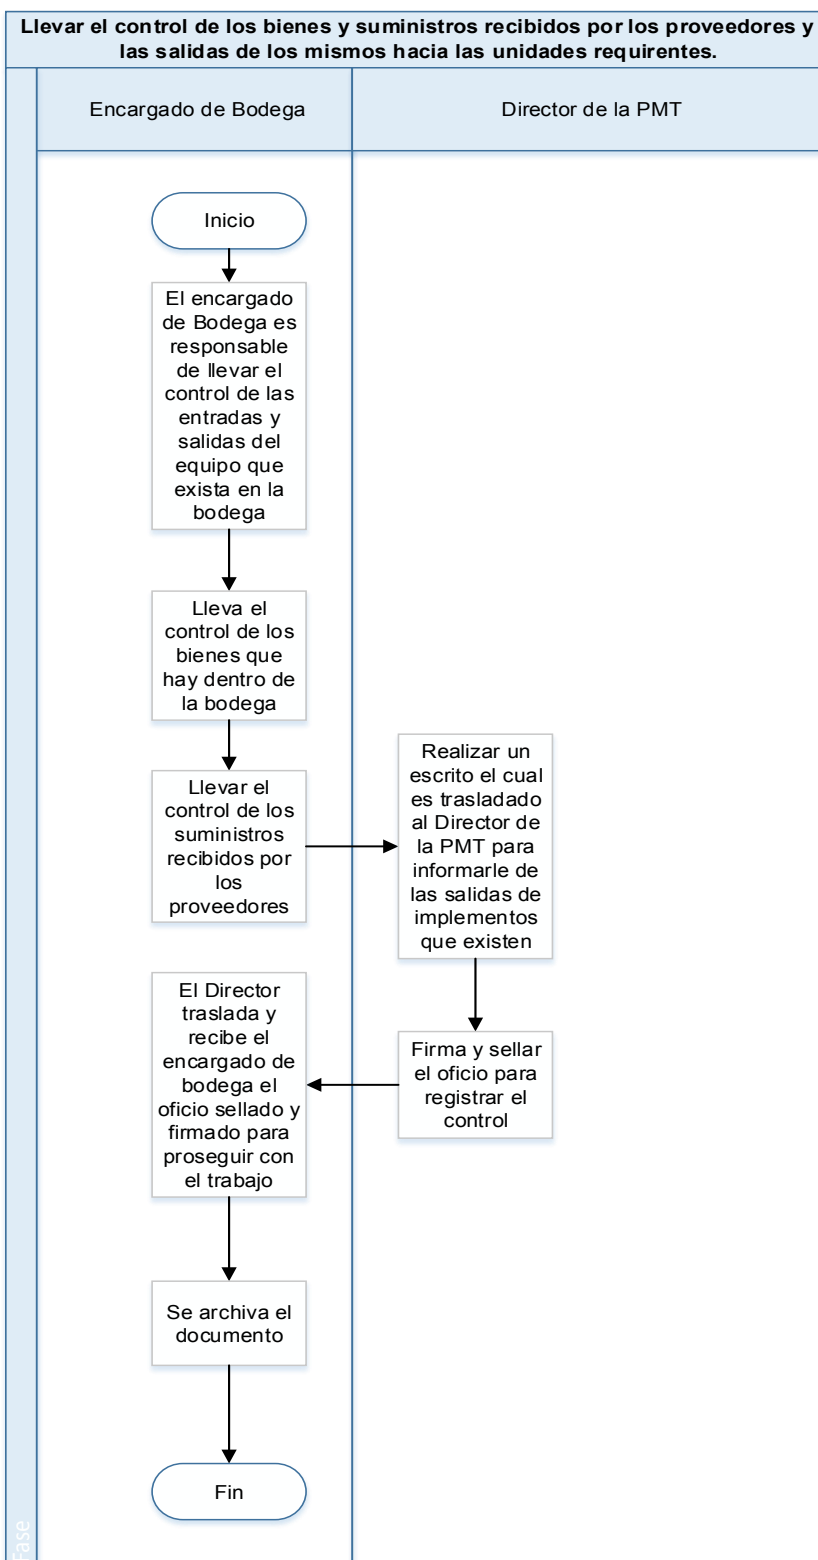 Llevar el control de los bienes y suministros recibidos por los proveedores y
las salidas de los mismos hacia las unidades requirentes.
Encargado de Bodega
Director de la PMT
Inicio
El encargado
de Bodega es
responsable
de llevar el
control de las
entradas y
salidas del
equipo que
exista en la
bodega
Lleva el
control de los
bienes que
hay dentro de
la bodega
Llevar el
control de los
suministros
recibidos por
los
proveedores
Realizar un
escrito el cual
es trasladado
al Director de
la PMT para
informarle de
las salidas de
implementos
que existen
Firma y sellar
el oficio para
registrar el
control
El Director
traslada y
recibe el
encargado de
bodega el
oficio sellado y
firmado para
proseguir con
el trabajo
Se archiva el
documento
Fin
Fase